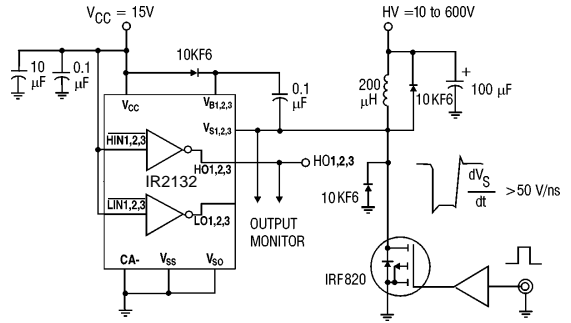 V_CC = 15V
HV =10 to 600V
10KF6
10 μF
0.1 μF
0.1 μF
200 μH
10KF6
+
100 μF
V_CC
V_B1,2,3
V_S1,2,3
HIN1,2,3
HO1,2,3
HO1,2,3
IR2132
10KF6
dV_S
dt
>50 V/ns
LIN1,2,3
LO1,2,3
OUTPUT
MONITOR
CA-
V_SS
V_SO
IRF820